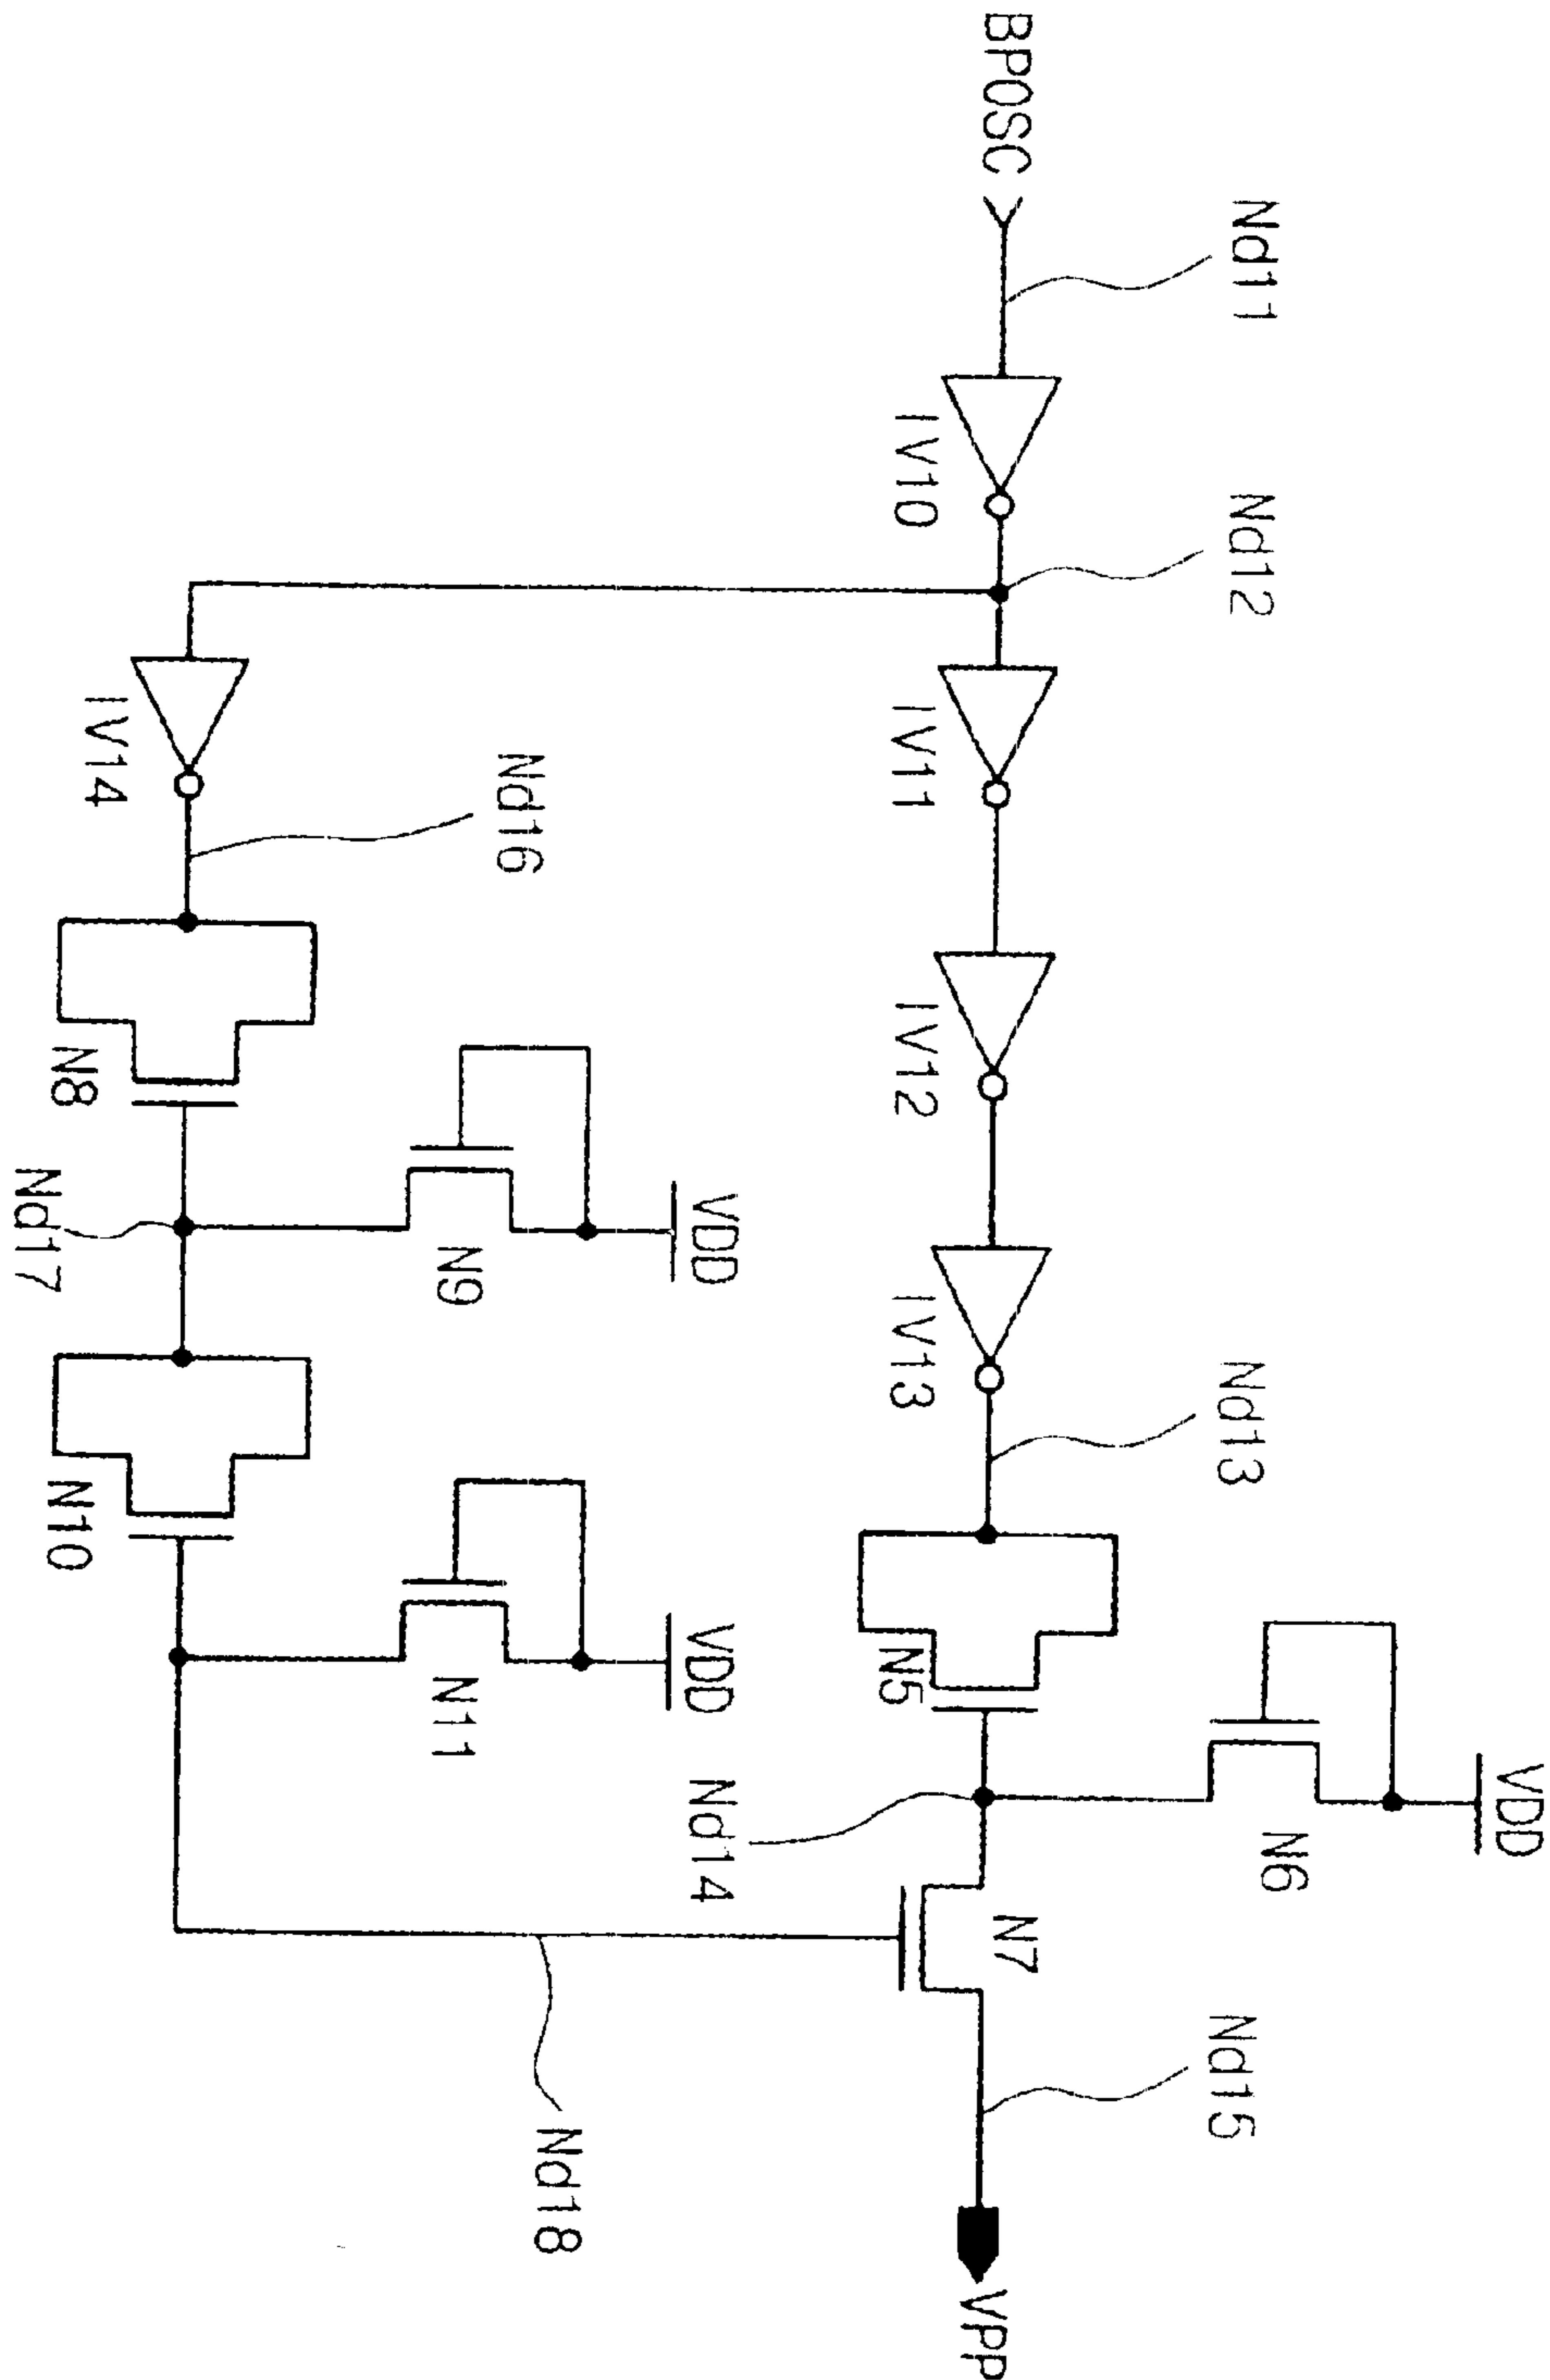 VDD
Nd11
Nd12
Nd13
N6
Nd15
BPOSC
N7
VPP
IV10
IV11
IV12
IV13
N5
VDD
VDD
Nd14
Nd16
Nd18
N9
N11
IV14
N8
N10
Nd17